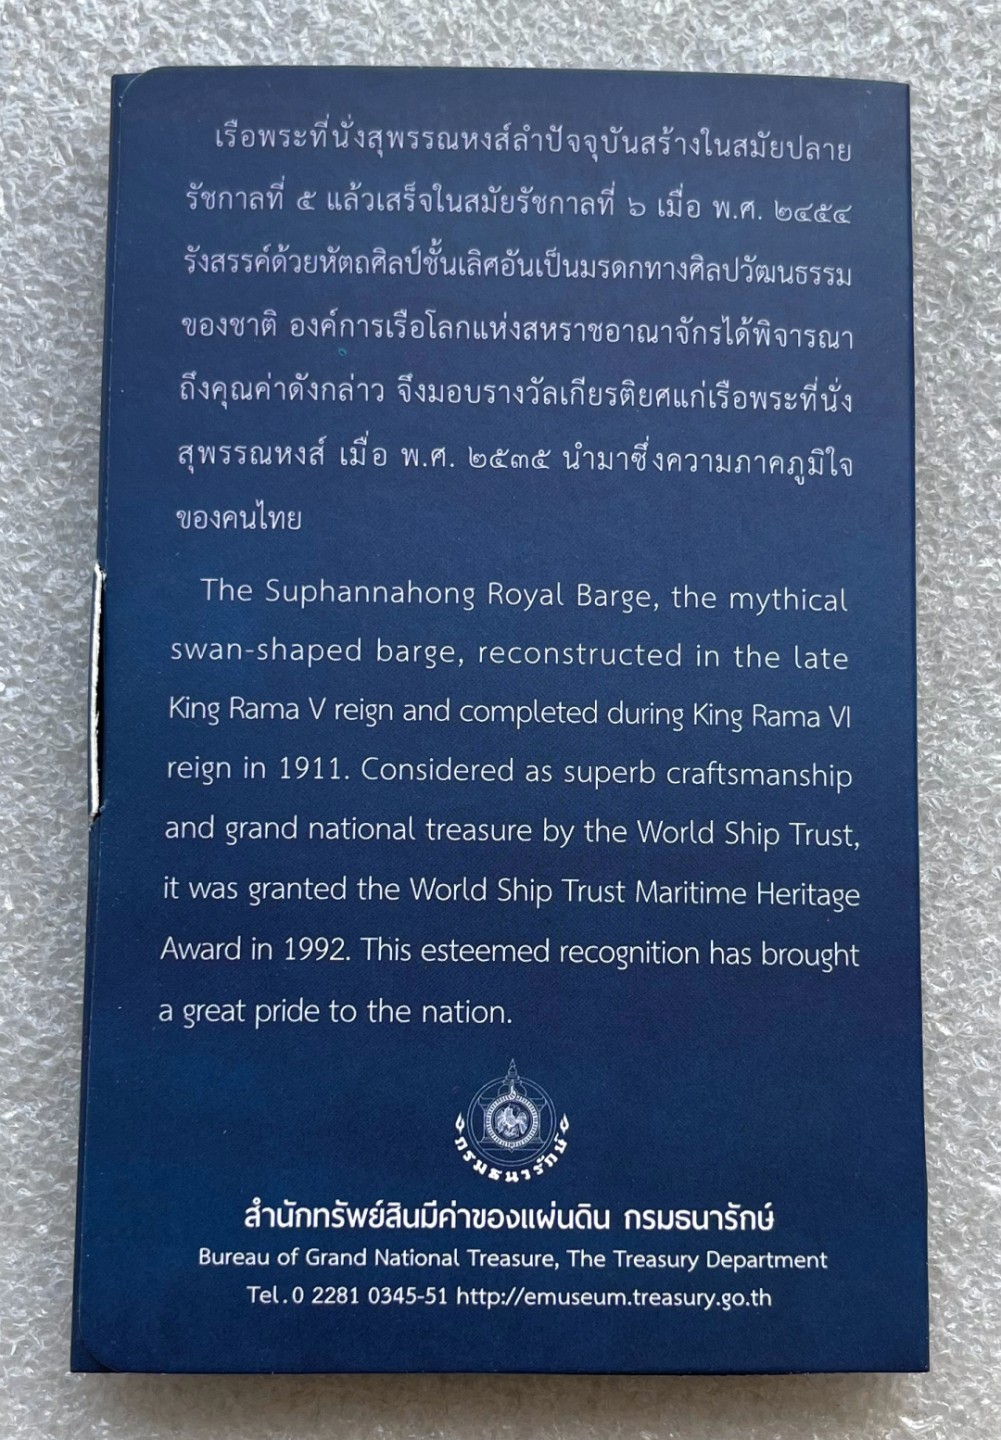 เรือพระที่นั่งสุพรรณหงส์ลำปัจจุบันสร้างในสมัยปลาย
รัชกาลที่ ๕ แล้วเสร็จในสมัยรัชกาลที่ ๖ เมื่อ พ.ศ. ๒๔๕๔
รังสรรค์ด้วยหัตถศิลป์ชั้นเลิศอันเป็นมรดกทางศิลปวัฒนธรรม
ของชาติ องค์การเรือโลกแห่งสหราชอาณาจักรได้พิจารณา
ถึงคุณค่าดังกล่าว จึงมอบรางวัลเกียรติยศแก่เรือพระที่นั่ง
สุพรรณหงส์ เมื่อ พ.ศ. ๒๕๓๕ นำมาซึ่งความภาคภูมิใจ
ของคนไทย
The Suphannahong Royal Barge, the mythical
swan-shaped barge, reconstructed in the late
King Rama V reign and completed during King Rama VI
reign in 1911. Considered as superb craftsmanship
and grand national treasure by the World Ship Trust,
it was granted the World Ship Trust Maritime Heritage
Award in 1992. This esteemed recognition has brought
a great pride to the nation.
กรมธนารักษ์
สำนักทรัพย์สินมีค่าของแผ่นดิน กรมธนารักษ์
Bureau of Grand National Treasure, The Treasury Department
Tel.0 2281 0345-51 http://emuseum.treasury.go.th